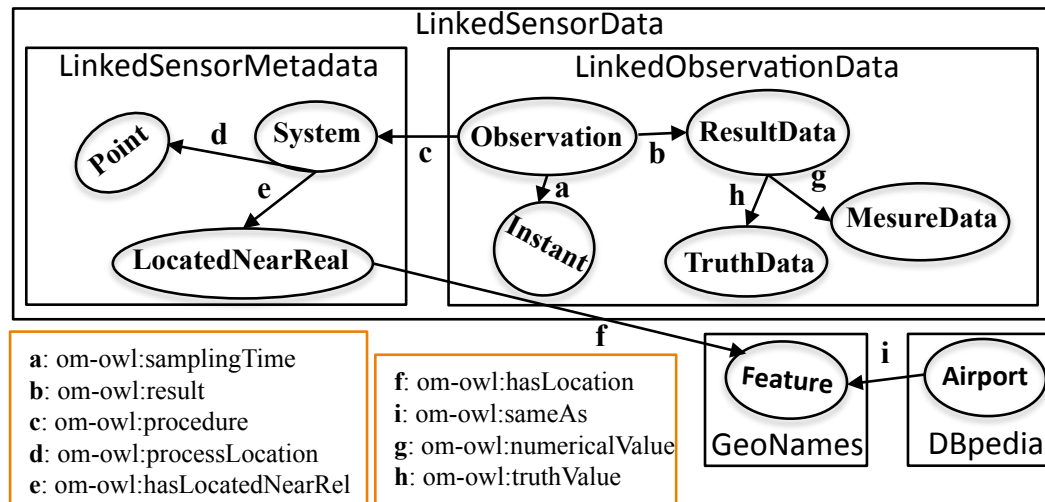 LinkedSensorData
LinkedSensorMetadata
LinkedObservationData
Point
d
System
c
Observation
b
ResultData
e
a
h
g
LocatedNearReal
Instant
TruthData
MesureData
f
i
Feature
Airport
GeoNames
DBpedia
a: om-owl:samplingTime
b: om-owl:result
c: om-owl:procedure
d: om-owl:processLocation
e: om-owl:hasLocatedNearRel
f: om-owl:hasLocation
i: om-owl:sameAs
g: om-owl:numericalValue
h: om-owl:truthValue